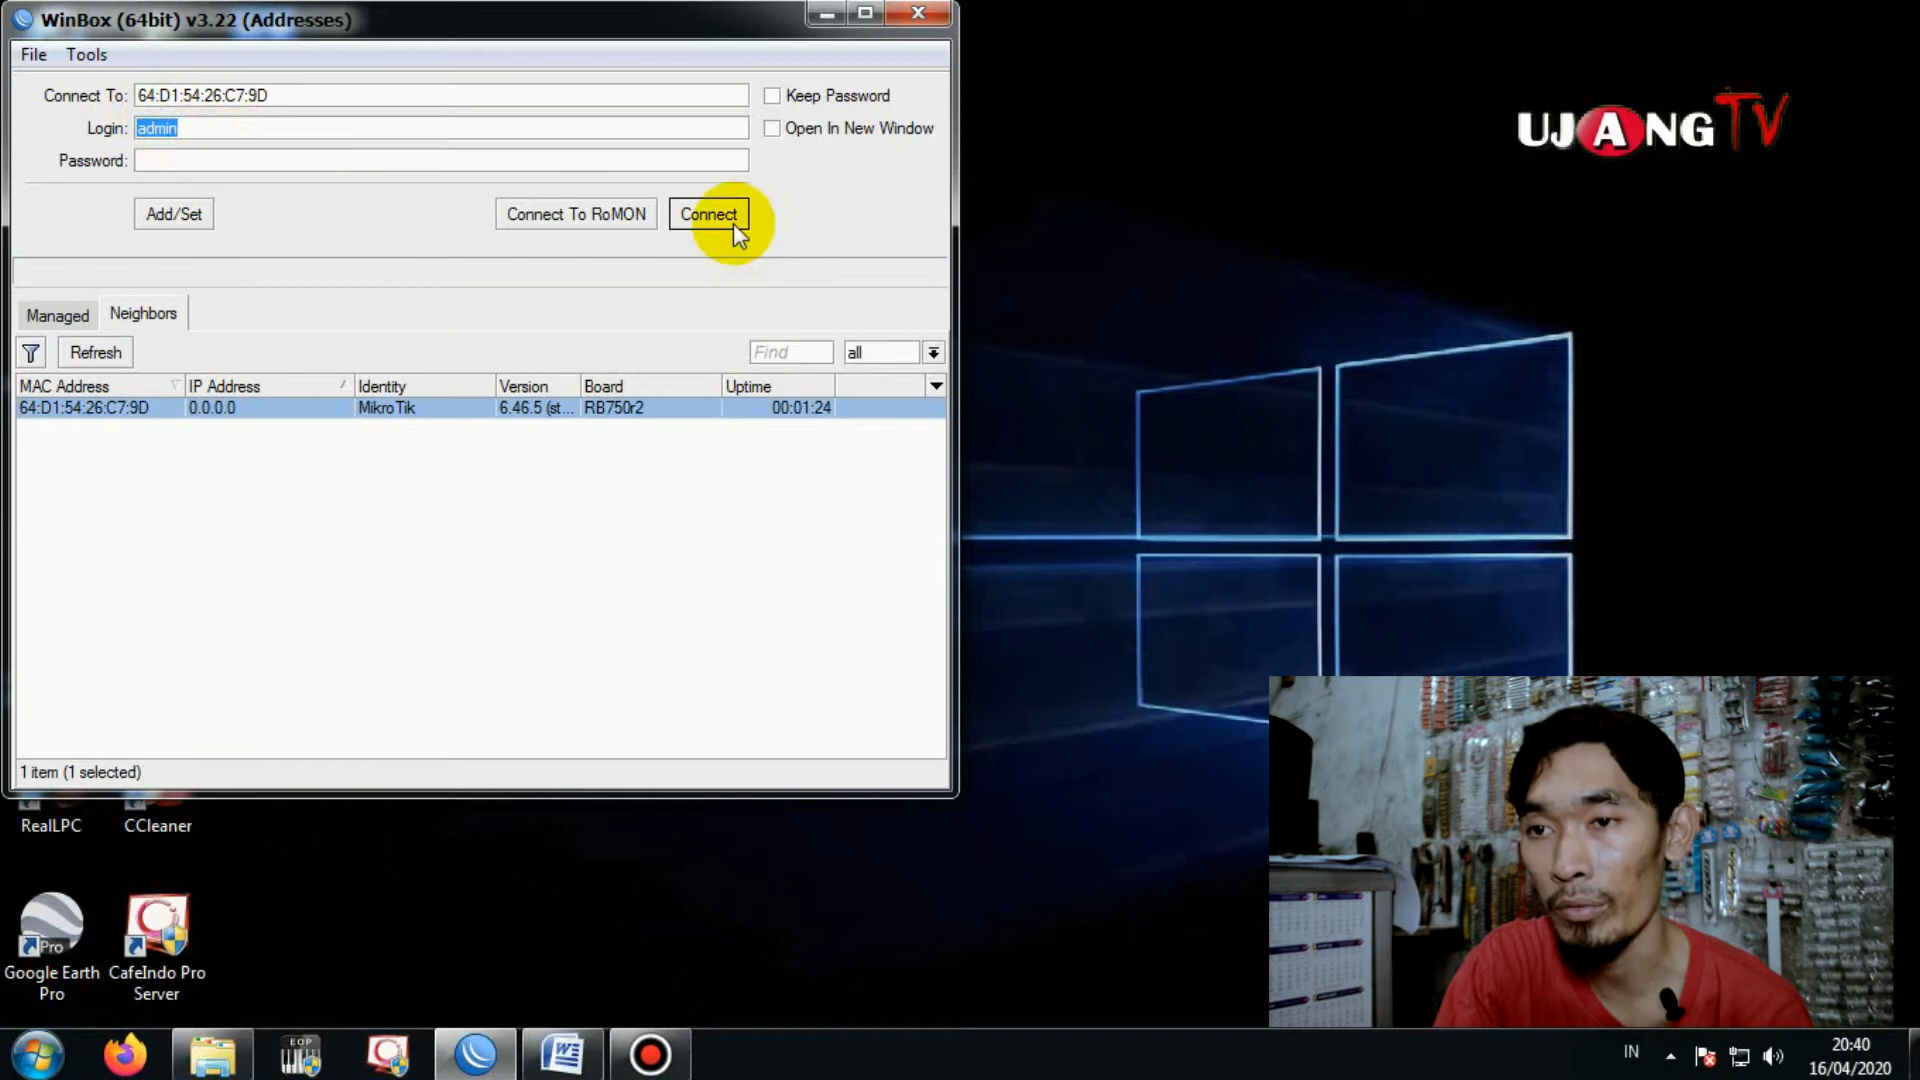 WinBox (64bit) v3.22 (Addresses)
File Tools
Connect To: 64:D1:54:26:C7:9D
Keep Password
Login: admin
Open In New Window
Password:
Add/Set
Connect To RoMON
Connect
UJANG TV
Managed
Neighbors
Refresh
Find
all
MAC Address IP Address Identity Version Board Uptime
64:D1:54:26:C7:9D 0.0.0.0 MikroTik 6.46.5 (st... RB750r2 00:01:24
1 item (1 selected)
RealLPC
CCleaner
Pro
Google Earth Pro
CafeIndo Pro Server
EOP
W
IN
20:40
16/04/2020